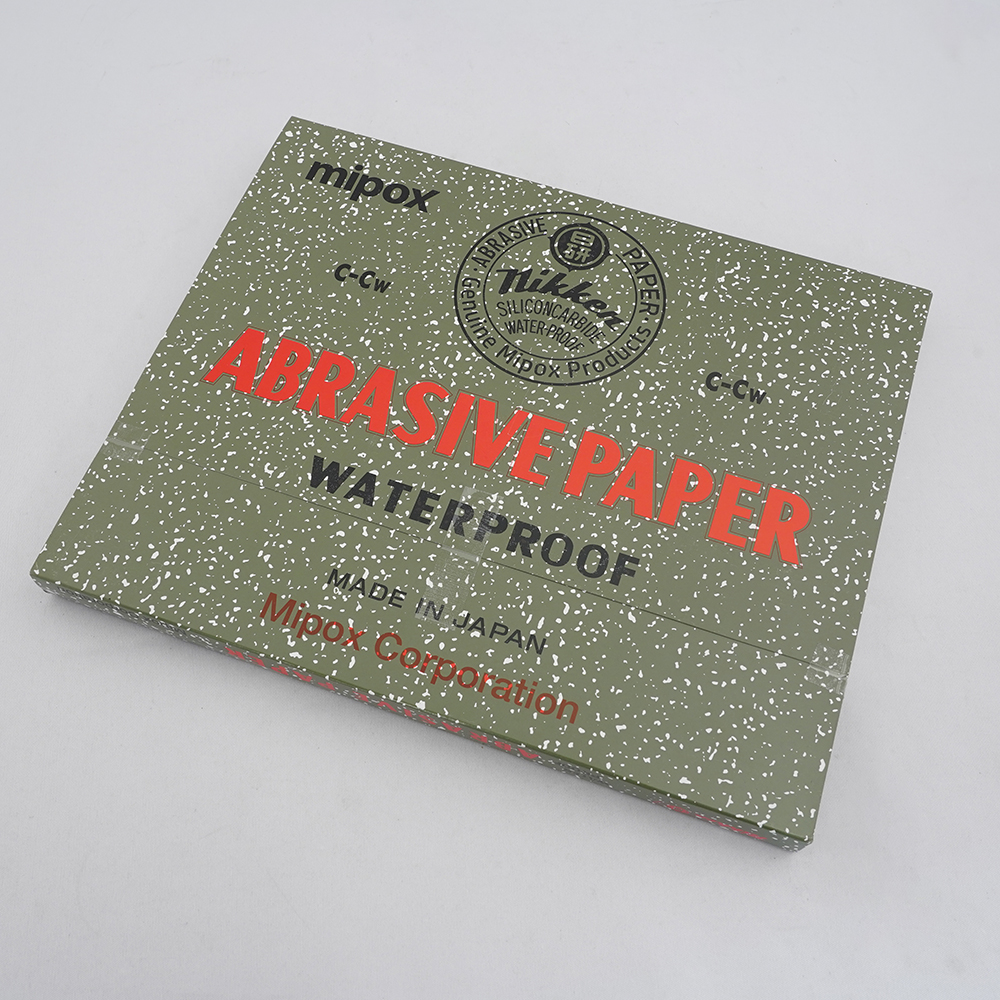 mipox
ABRASIVE PAPER
日研
Nikken
SILICONCARBIDE
WATER-PROOF
Genuine Mipox Products
C-Cw
C-Cw
ABRASIVE PAPER
WATERPROOF
MADE IN JAPAN
Mipox Corporation